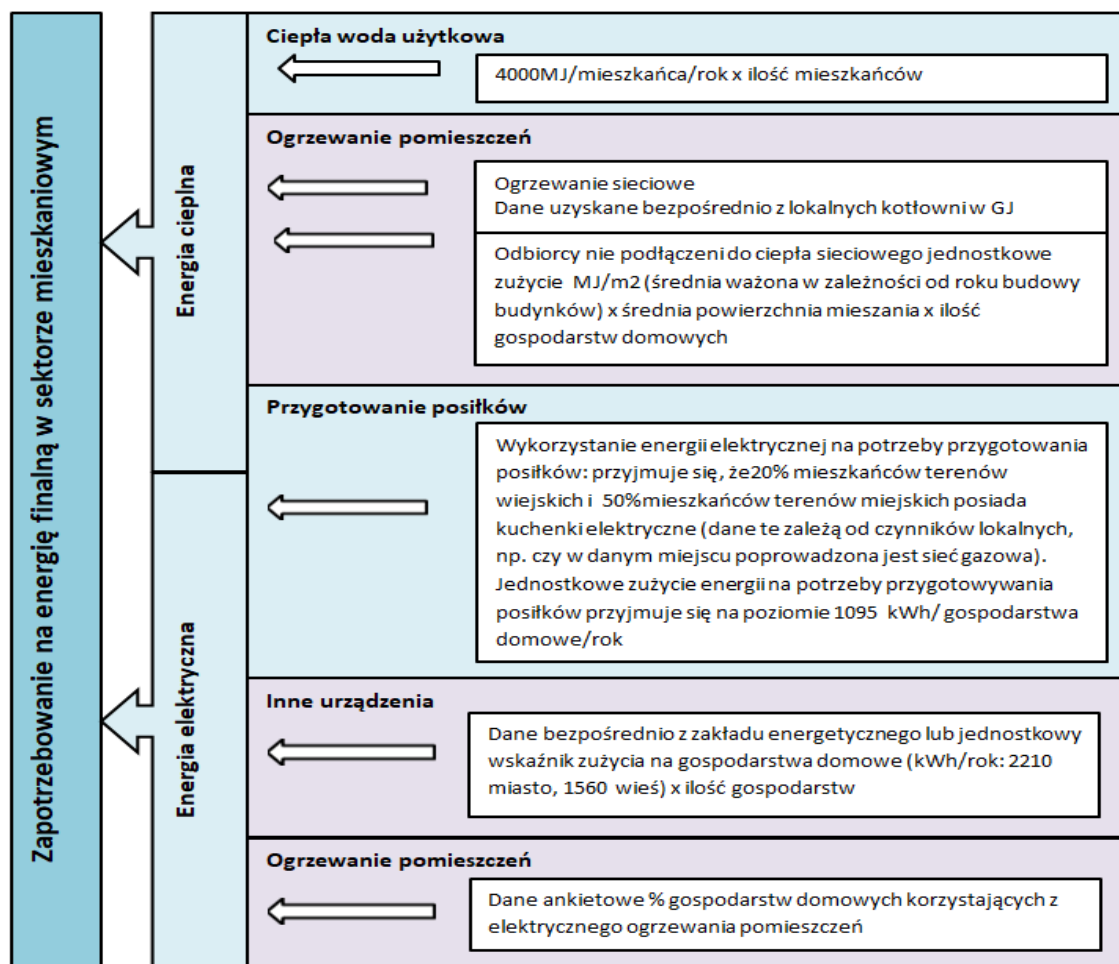 Zapotrzebowanie na energię finalną w sektorze mieszkaniowym
Energia cieplna
Ciepła woda użytkowa
4000MJ/mieszkańca/rok x ilość mieszkańców
Ogrzewanie pomieszczeń
Ogrzewanie sieciowe
Dane uzyskane bezpośrednio z lokalnych kotłowni w GJ
Odbiorcy nie podłączeni do ciepła sieciowego jednostkowe
zużycie MJ/m2 (średnia ważona w zależności od roku budowy
budynków) x średnia powierzchnia mieszania x ilość
gospodarstw domowych
Przygotowanie posiłków
Wykorzystanie energii elektrycznej na potrzeby przygotowania
posiłków: przyjmuje się, że20% mieszkańców terenów
wiejskich i 50%mieszkańców terenów miejskich posiada
kuchenki elektryczne (dane te zależą od czynników lokalnych,
np. czy w danym miejscu poprowadzona jest sieć gazowa).
Jednostkowe zużycie energii na potrzeby przygotowywania
posiłków przyjmuje się na poziomie 1095 kWh/ gospodarstwa
domowe/rok
Energia elektryczna
Inne urządzenia
Dane bezpośrednio z zakładu energetycznego lub jednostkowy
wskaźnik zużycia na gospodarstwa domowe (kWh/rok: 2210
miasto, 1560 wieś) x ilość gospodarstw
Ogrzewanie pomieszczeń
Dane ankietowe % gospodarstw domowych korzystających z
elektrycznego ogrzewania pomieszczeń